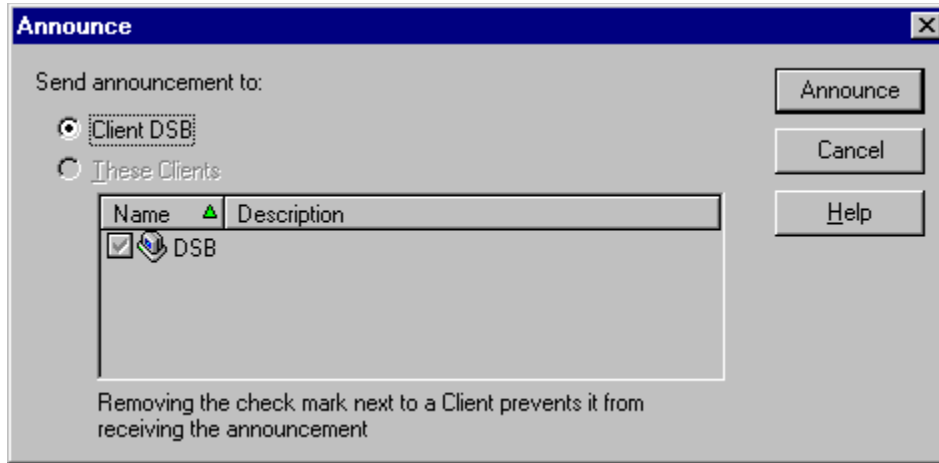 Announce
Send announcement to:
Client DSB
These Clients
Name Description
DSB
Removing the check mark next to a Client prevents it from
receiving the announcement
Announce
Cancel
Help